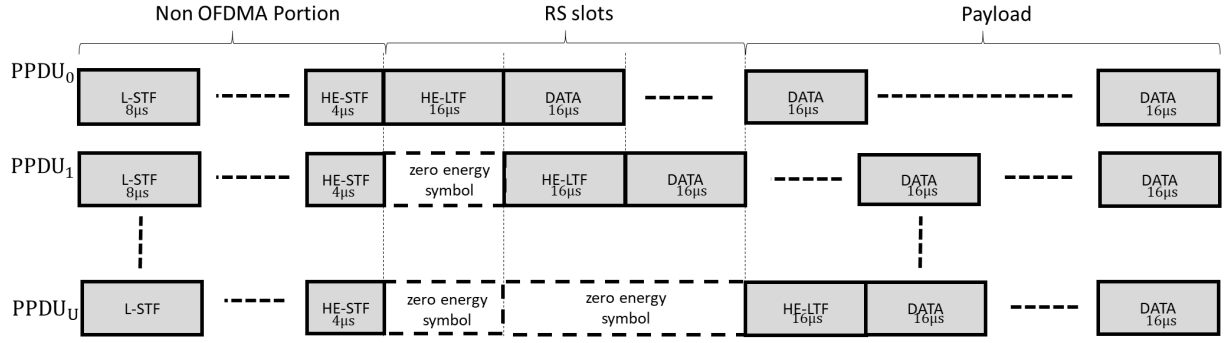 Non OFDMA Portion RS slots Payload
PPDU₀ L-STF 8μs HE-STF 4μs HE-LTF 16μs DATA 16μs DATA 16μs DATA 16μs
PPDU₁ L-STF 8μs HE-STF 4μs zero energy symbol HE-LTF 16μs DATA 16μs DATA 16μs DATA 16μs
PPDU_U L-STF HE-STF 4μs zero energy symbol zero energy symbol HE-LTF 16μs DATA 16μs DATA 16μs